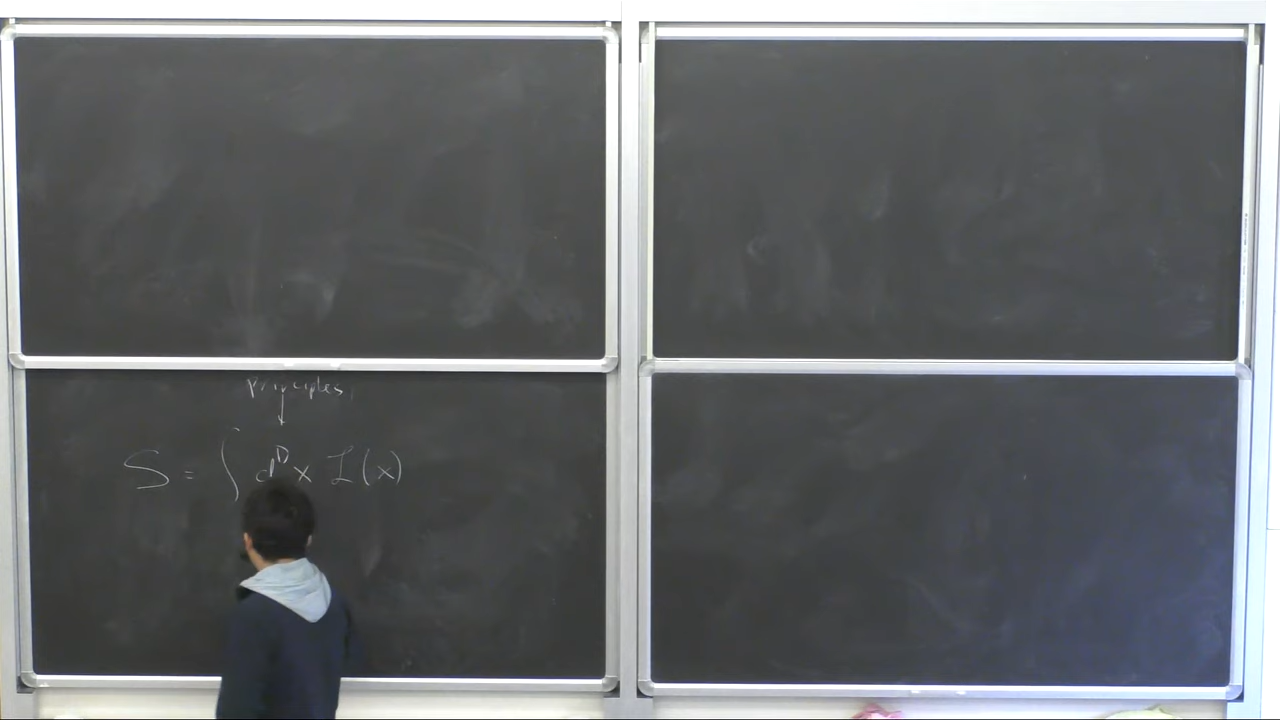 principles,
S = ∫ d^D x ℒ(x)